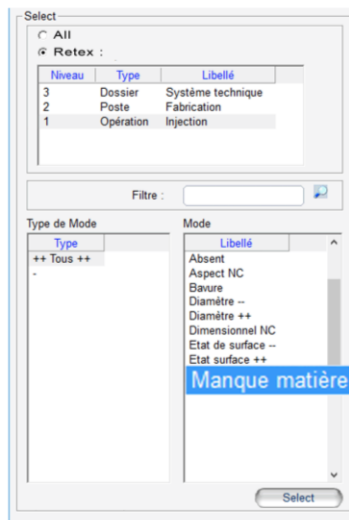 Select
All
Retex :
Niveau Type Libellé
3 Dossier Système technique
2 Poste Fabrication
1 Opération Injection
Filtre :
Type de Mode
Type
++ Tous ++
-
Mode
Libellé
Absent
Aspect NC
Bavure
Diamètre --
Diamètre ++
Dimensionnel NC
Etat de surface --
Etat surface ++
Manque matière
Select